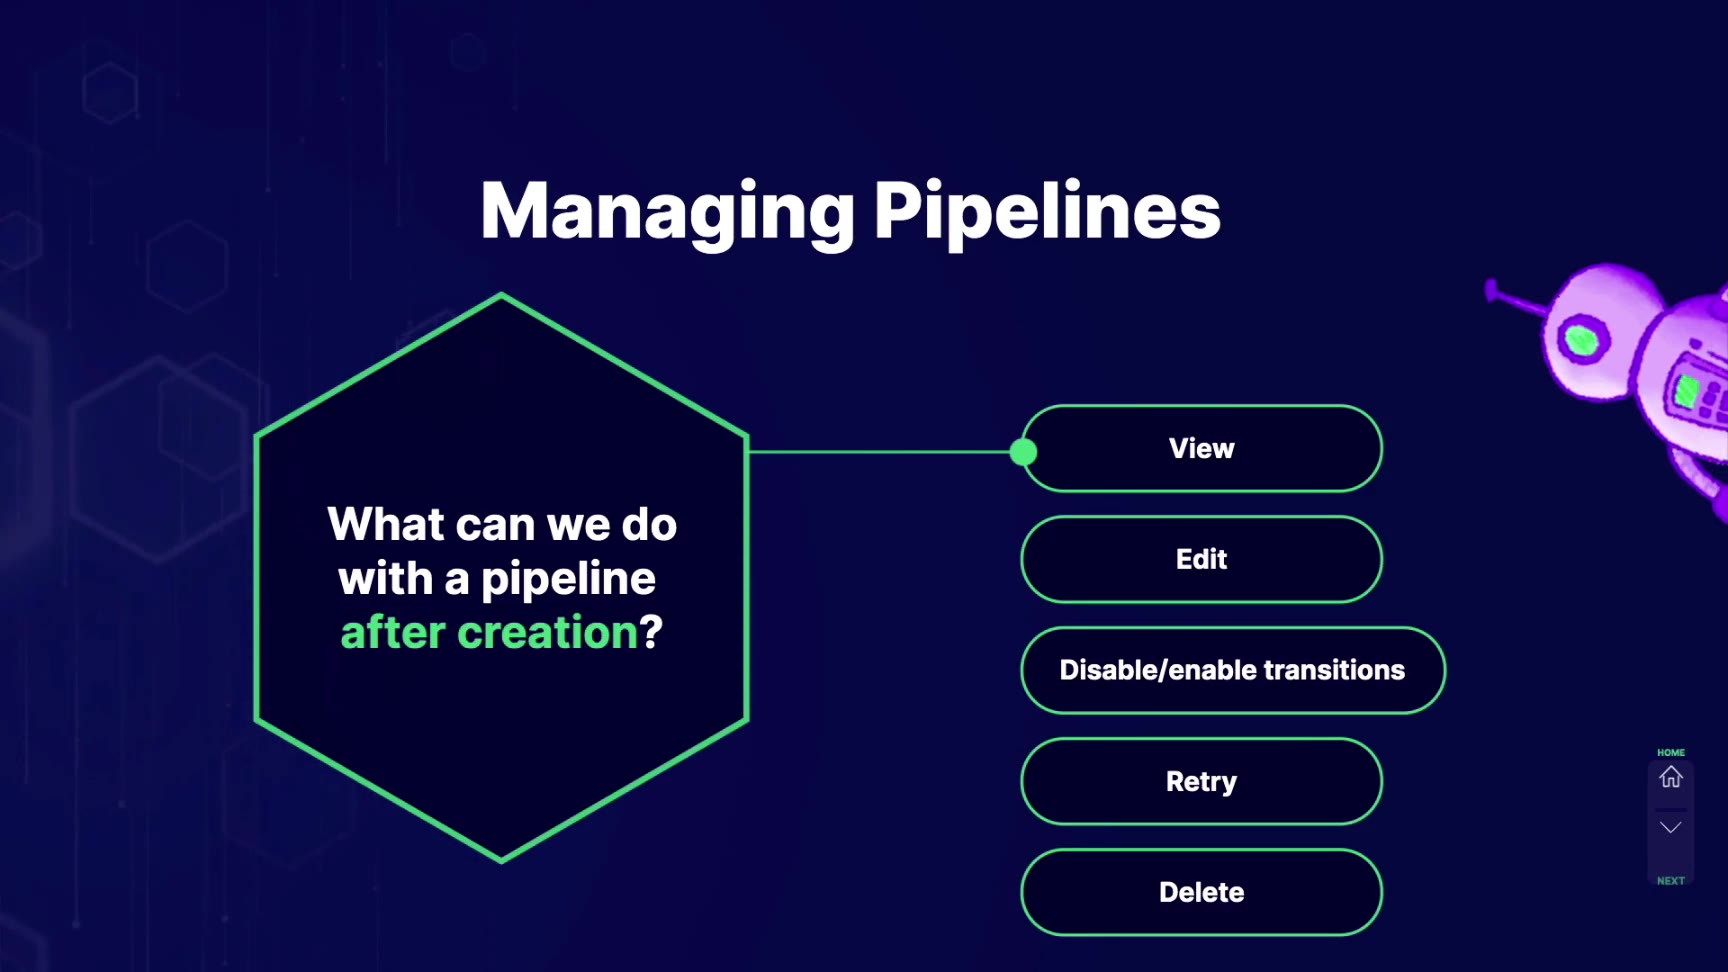 Managing Pipelines
What can we do
with a pipeline
after creation?
View
Edit
Disable/enable transitions
Retry
Delete
HOME
NEXT